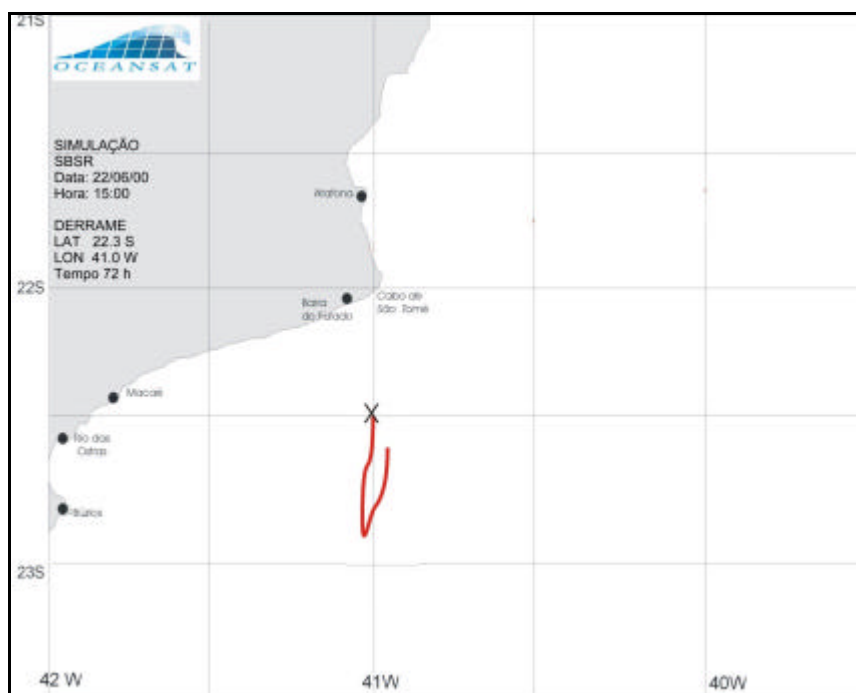 21S
OCEANSAT
SIMULAÇÃO
SBSR
Data: 22/06/00
Hora: 15:00
DERRAME
LAT 22.3 S
LON 41.0 W
Tempo 72 h
Atafona
22S
Barra
do Furado
Cabo de
São Tomé
Macaé
Rio das
Ostras
Búzios
23S
42 W
41W
40W